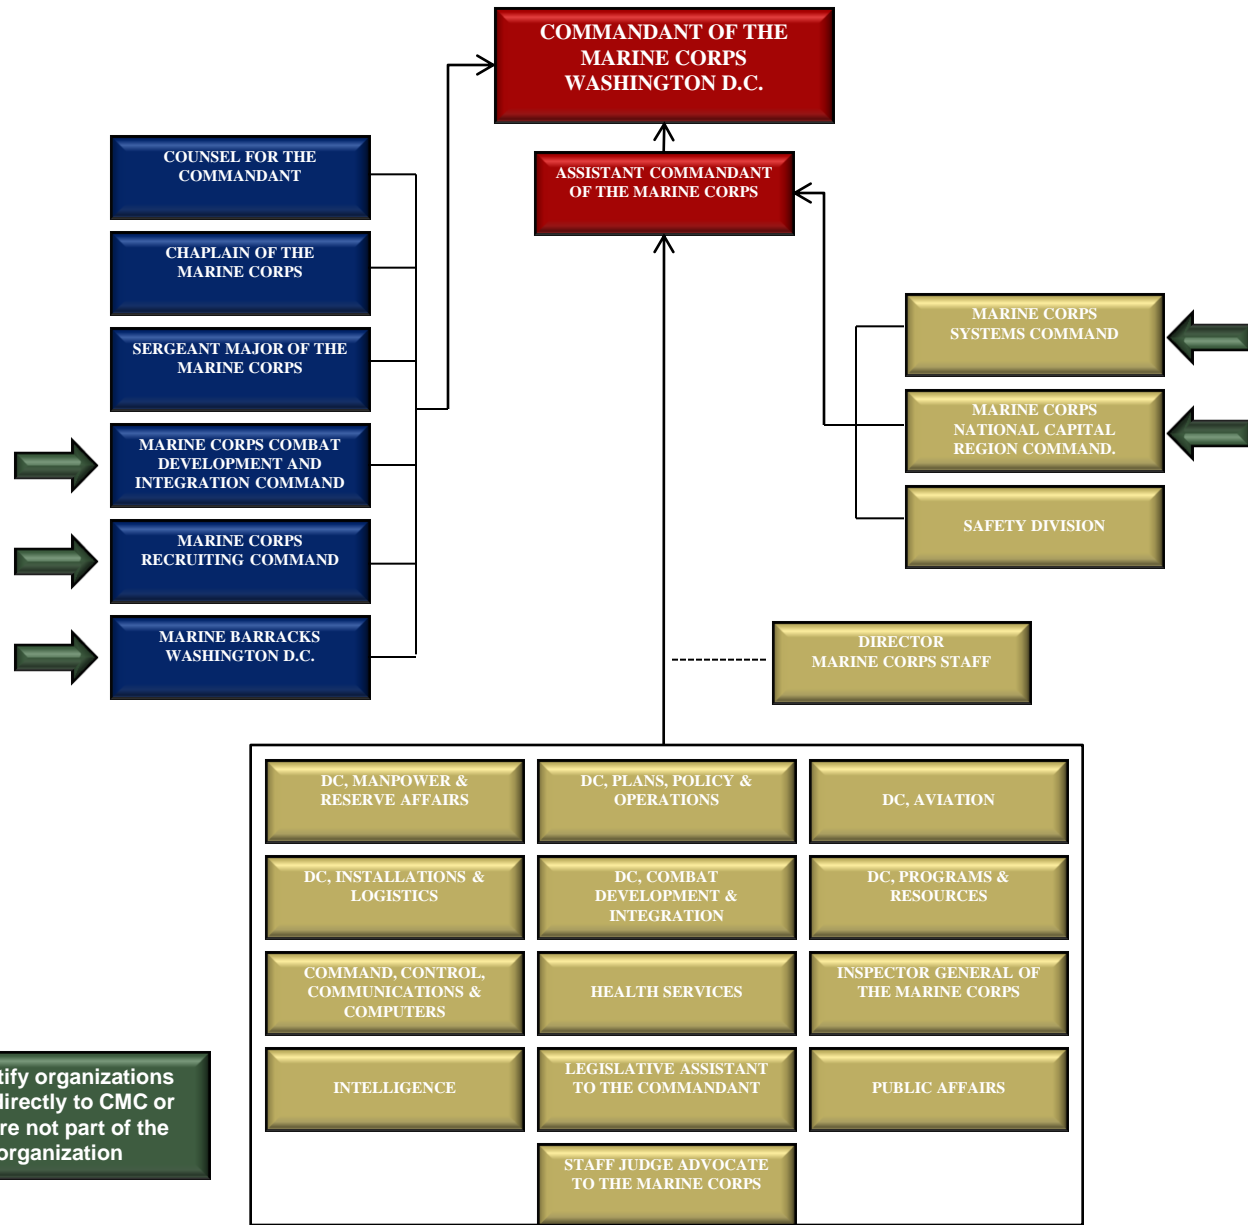 COMMANDANT OF THE
MARINE CORPS
WASHINGTON D.C.
ASSISTANT COMMANDANT
OF THE MARINE CORPS
COUNSEL FOR THE
COMMANDANT
CHAPLAIN OF THE
MARINE CORPS
SERGEANT MAJOR OF THE
MARINE CORPS
MARINE CORPS COMBAT
DEVELOPMENT AND
INTEGRATION COMMAND
MARINE CORPS
RECRUITING COMMAND
MARINE BARRACKS
WASHINGTON D.C.
MARINE CORPS
SYSTEMS COMMAND
MARINE CORPS
NATIONAL CAPITAL
REGION COMMAND.
SAFETY DIVISION
DIRECTOR
MARINE CORPS STAFF
DC, MANPOWER &
RESERVE AFFAIRS
DC, PLANS, POLICY &
OPERATIONS
DC, AVIATION
DC, INSTALLATIONS &
LOGISTICS
DC, COMBAT
DEVELOPMENT &
INTEGRATION
DC, PROGRAMS &
RESOURCES
COMMAND, CONTROL,
COMMUNICATIONS &
COMPUTERS
HEALTH SERVICES
INSPECTOR GENERAL OF
THE MARINE CORPS
INTELLIGENCE
LEGISLATIVE ASSISTANT
TO THE COMMANDANT
PUBLIC AFFAIRS
STAFF JUDGE ADVOCATE
TO THE MARINE CORPS
tify organizations
directly to CMC or
re not part of the
organization